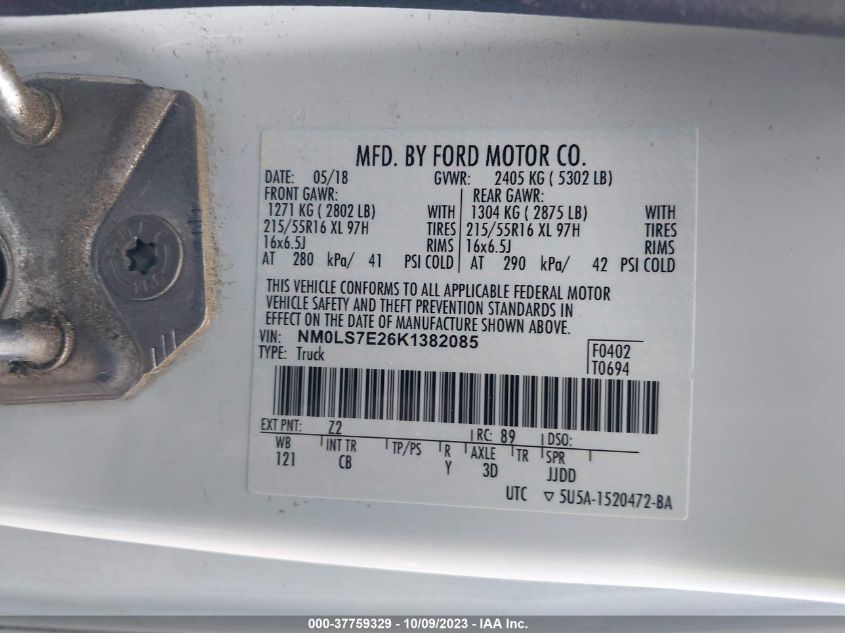 MFD. BY FORD MOTOR CO.
DATE: 05/18 GVWR: 2405 KG ( 5302 LB)
FRONT GAWR: REAR GAWR:
1271 KG ( 2802 LB) WITH 1304 KG ( 2875 LB) WITH
215/55R16 XL 97H TIRES 215/55R16 XL 97H TIRES
16x6.5J RIMS 16x6.5J RIMS
AT 280 kPa/ 41 PSI COLD AT 290 kPa/ 42 PSI COLD
THIS VEHICLE CONFORMS TO ALL APPLICABLE FEDERAL MOTOR
VEHICLE SAFETY AND THEFT PREVENTION STANDARDS IN
EFFECT ON THE DATE OF MANUFACTURE SHOWN ABOVE.
VIN: NM0LS7E26K1382085 F0402
TYPE: Truck T0694
EXT PNT: Z2 RC: 89 DSO:
WB INT TR TP/PS R AXLE TR SPR
121 CB Y 3D JJDD
UTC ▽ 5U5A-1520472-BA
000-37759329 - 10/09/2023 - IAA Inc.